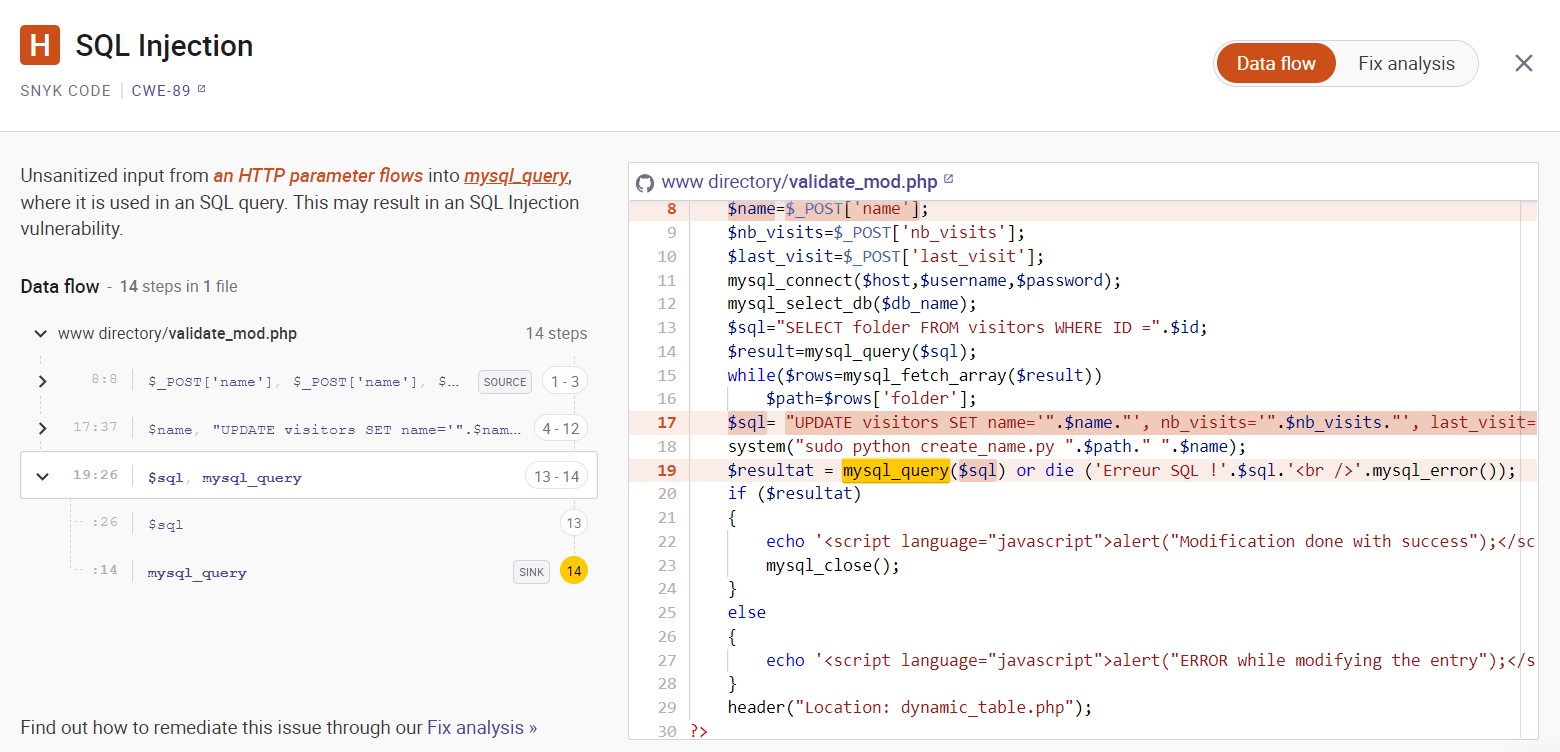 H SQL Injection
SNYK CODE | CWE-89
Data flow Fix analysis
Unsanitized input from an HTTP parameter flows into mysql_query,
where it is used in an SQL query. This may result in an SQL Injection
vulnerability.
Data flow - 14 steps in 1 file
www directory/validate_mod.php 14 steps
8:8 $_POST['name'], $_POST['name'], $... SOURCE 1 - 3
17:37 $name, "UPDATE visitors SET name='".$nam... 4 - 12
19:26 $sql, mysql_query 13 - 14
:26 $sql 13
:14 mysql_query SINK 14
Find out how to remediate this issue through our Fix analysis »
www directory/validate_mod.php
8 $name=$_POST['name'];
9 $nb_visits=$_POST['nb_visits'];
10 $last_visit=$_POST['last_visit'];
11 mysql_connect($host,$username,$password);
12 mysql_select_db($db_name);
13 $sql="SELECT folder FROM visitors WHERE ID =".$id;
14 $result=mysql_query($sql);
15 while($rows=mysql_fetch_array($result))
16 $path=$rows['folder'];
17 $sql= "UPDATE visitors SET name='".$name."', nb_visits='".$nb_visits."', last_visit=
18 system("sudo python create_name.py ".$path." ".$name);
19 $resultat = mysql_query($sql) or die ('Erreur SQL !'.$sql.'<br />'.mysql_error());
20 if ($resultat)
21 {
22 echo '<script language="javascript">alert("Modification done with success");</sc
23 mysql_close();
24 }
25 else
26 {
27 echo '<script language="javascript">alert("ERROR while modifying the entry");</s
28 }
29 header("Location: dynamic_table.php");
30 ?>